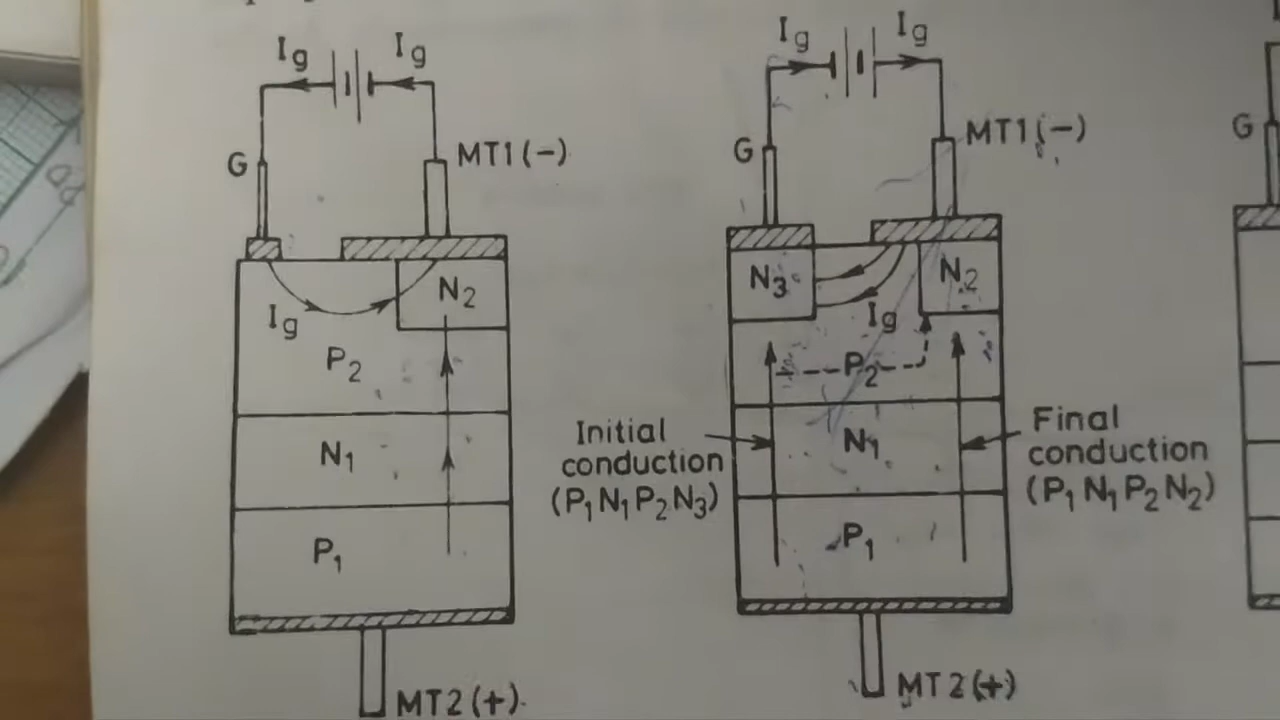 Ig
Ig
G
MT1(-)
Ig
N2
P2
N1
P1
MT2(+)
Ig
Ig
G
MT1(-)
N3
N2
Ig
P2
Initial
conduction
(P1N1P2N3)
N1
Final
conduction
(P1N1P2N2)
P1
MT2(+)
G